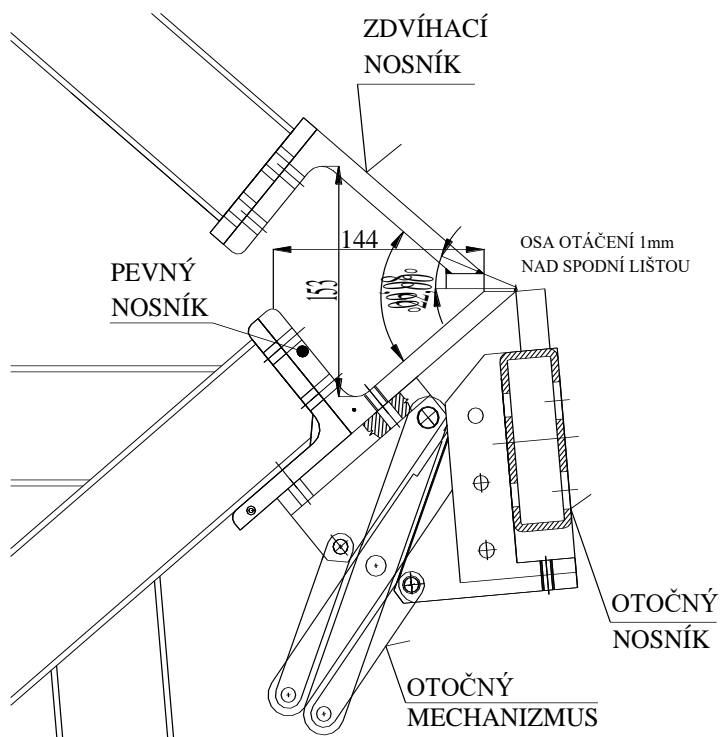 ZDVÍHACÍ
NOSNÍK
144
OSA OTÁČENÍ 1mm
NAD SPODNÍ LIŠTOU
PEVNÝ
NOSNÍK
153
OTOČNÝ
NOSNÍK
OTOČNÝ
MECHANIZMUS